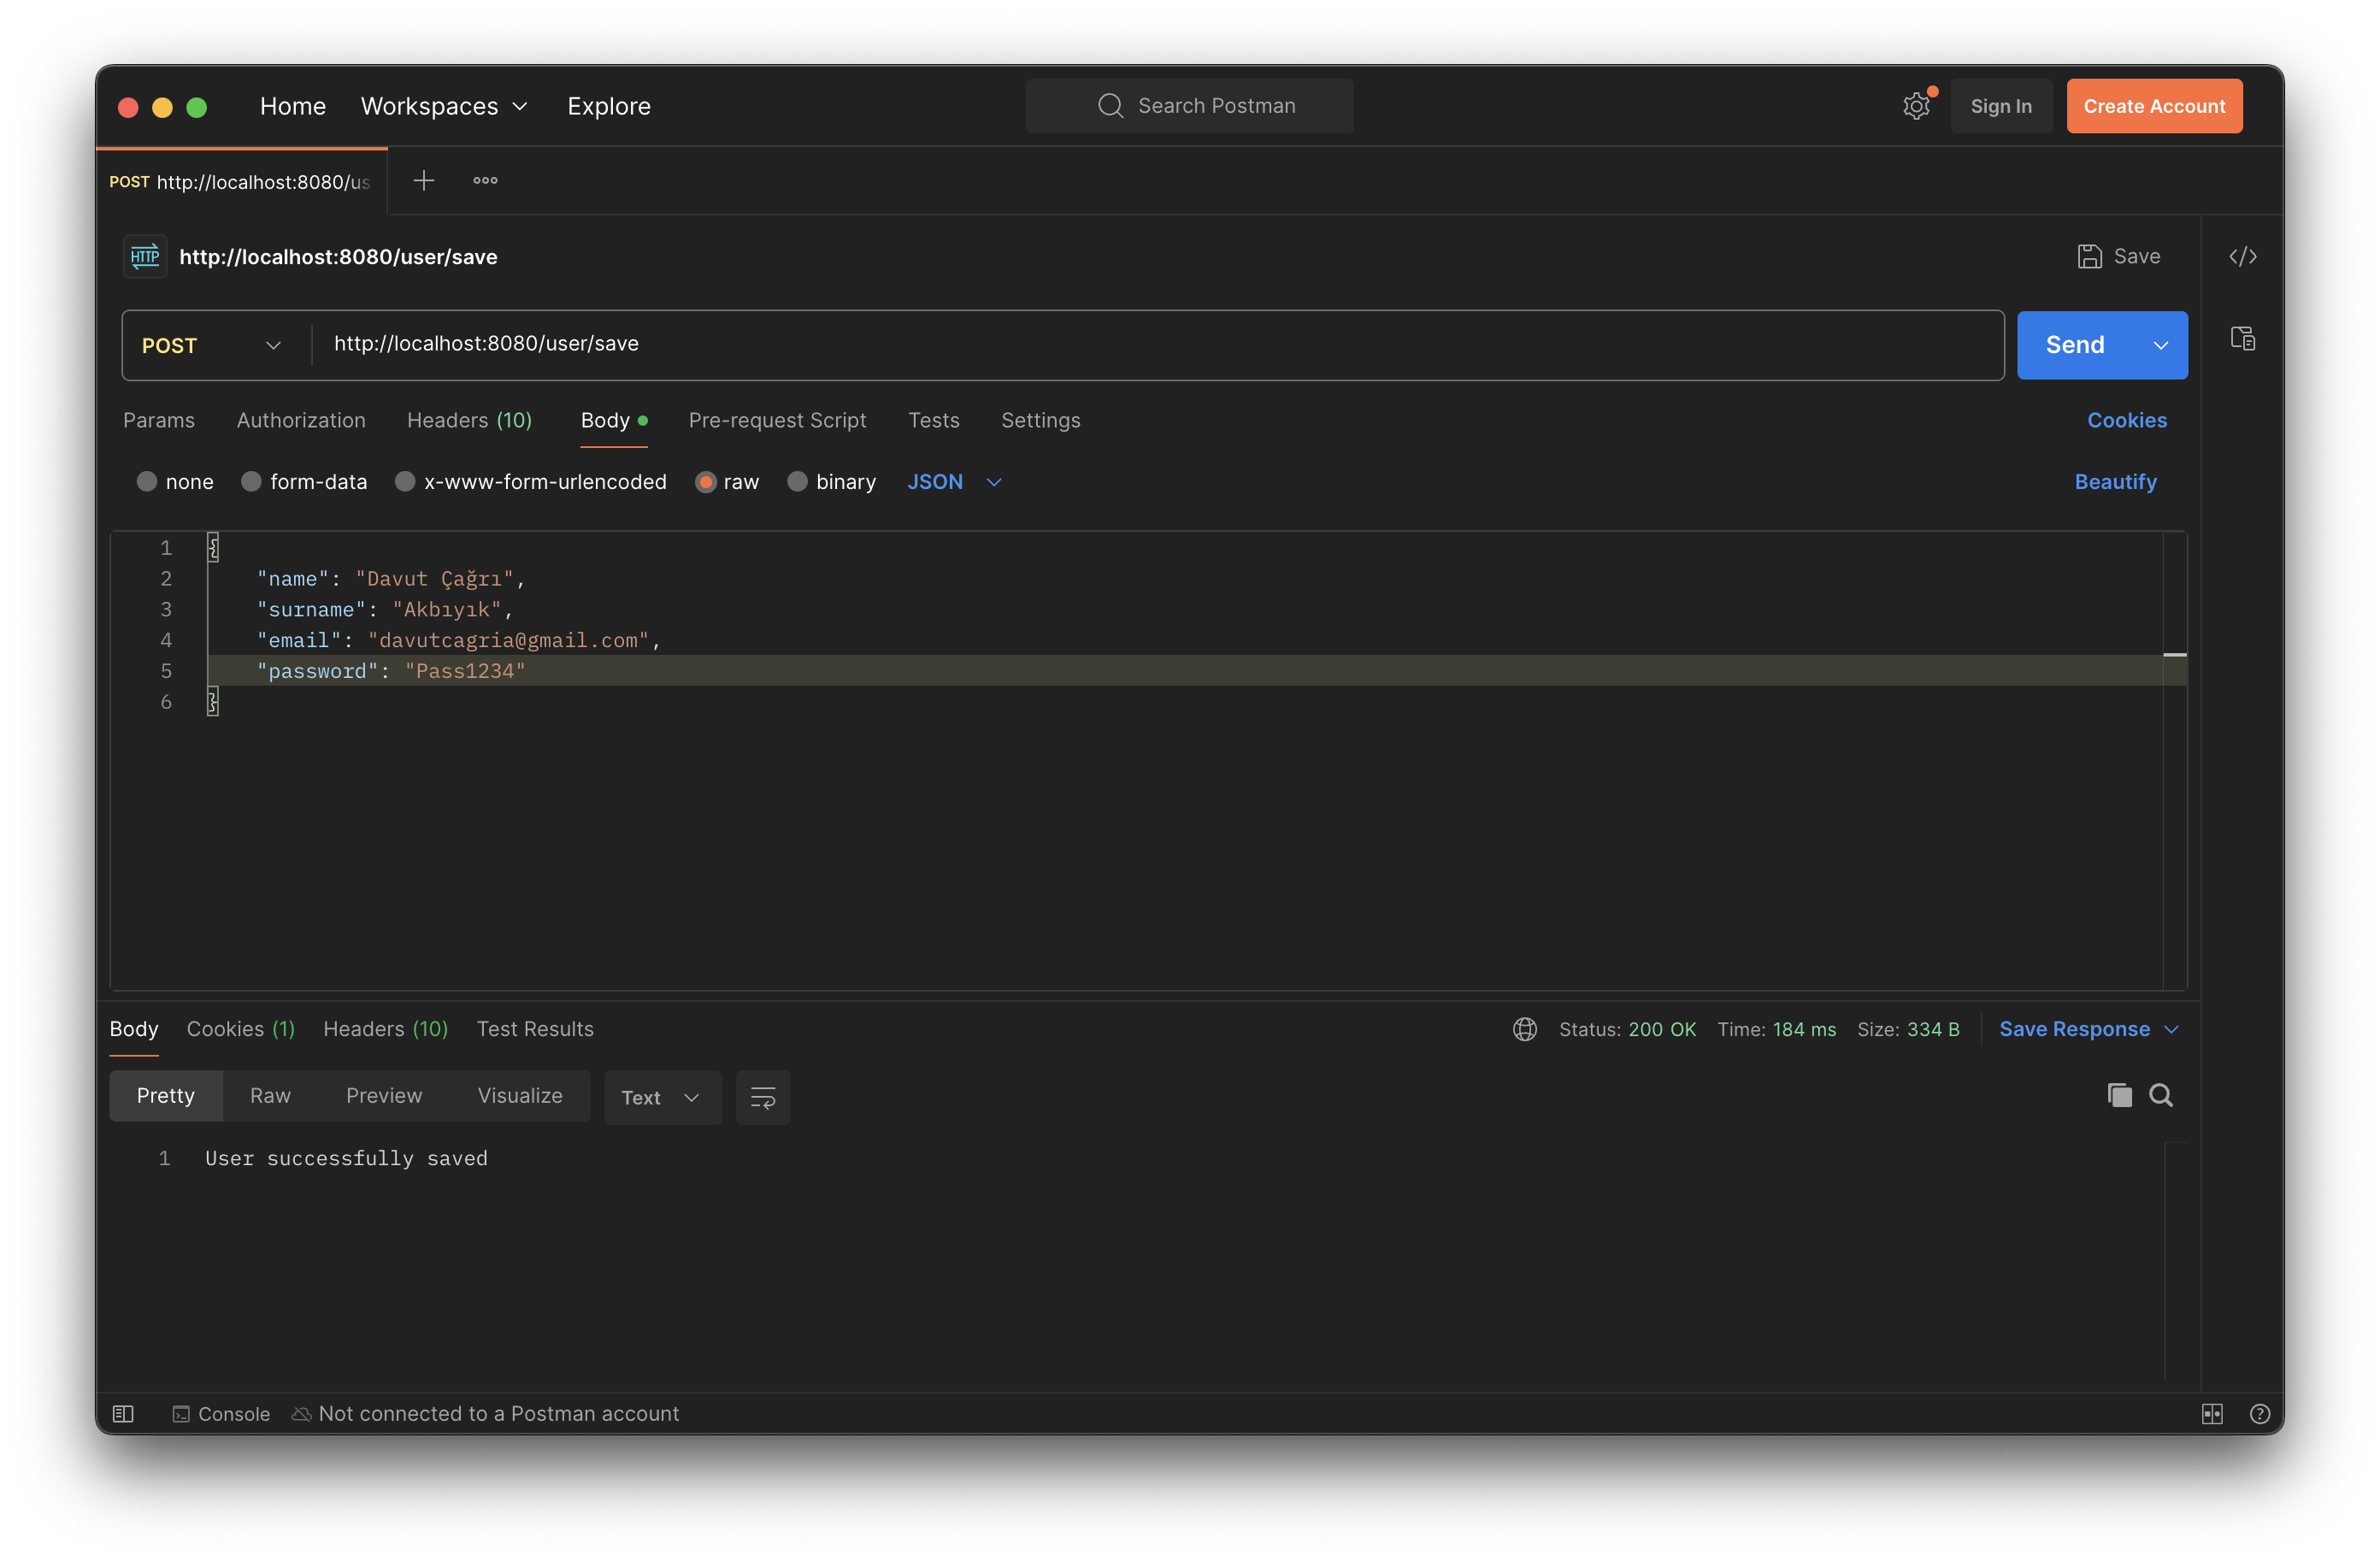 Home Workspaces Explore Search Postman Sign In Create Account
POST http://localhost:8080/us
HTTP http://localhost:8080/user/save Save </>
POST http://localhost:8080/user/save Send
Params Authorization Headers (10) Body Pre-request Script Tests Settings Cookies
none form-data x-www-form-urlencoded raw binary JSON Beautify
1 {
2 "name": "Davut Çağrı",
3 "surname": "Akbıyık",
4 "email": "davutcagria@gmail.com",
5 "password": "Pass1234"
6 }
Body Cookies (1) Headers (10) Test Results Status: 200 OK Time: 184 ms Size: 334 B Save Response
Pretty Raw Preview Visualize Text
1 User successfully saved
Console Not connected to a Postman account